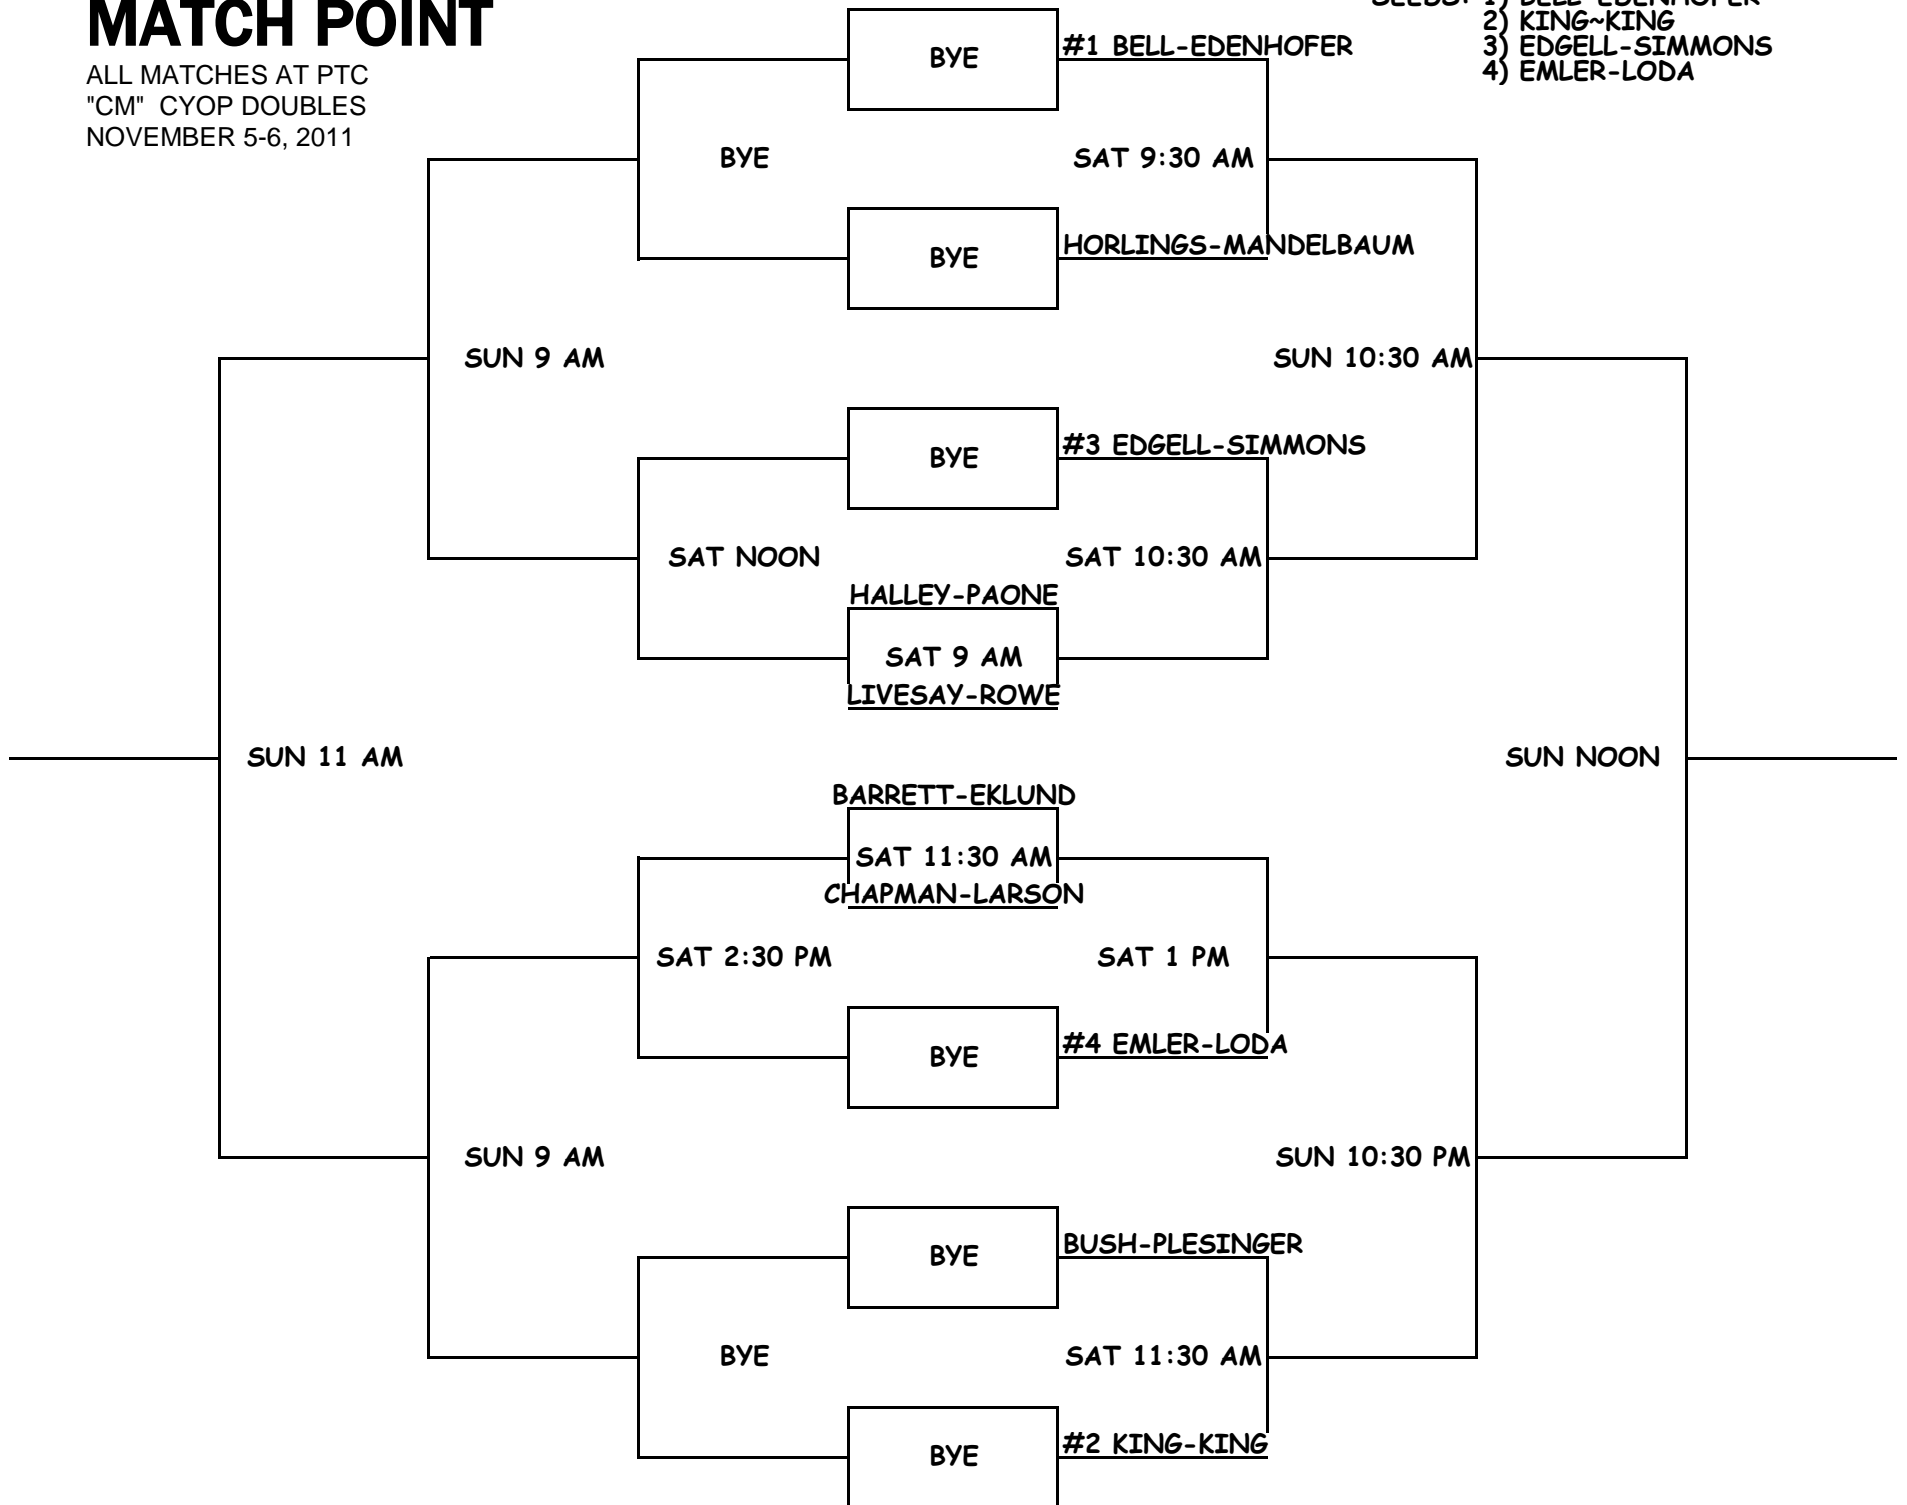 MATCH POINT
ALL MATCHES AT PTC
"CM" CYOP DOUBLES
NOVEMBER 5-6, 2011
SEEDS: 1) BELL-EDENHOFER
2) KING~KING
3) EDGELL-SIMMONS
4) EMLER-LODA
BYE
#1 BELL-EDENHOFER
BYE
SAT 9:30 AM
BYE
HORLINGS-MANDELBAUM
SUN 9 AM
SUN 10:30 AM
BYE
#3 EDGELL-SIMMONS
SAT NOON
SAT 10:30 AM
HALLEY-PAONE
SAT 9 AM
LIVESAY-ROWE
SUN 11 AM
SUN NOON
BARRETT-EKLUND
SAT 11:30 AM
CHAPMAN-LARSON
SAT 2:30 PM
SAT 1 PM
BYE
#4 EMLER-LODA
SUN 9 AM
SUN 10:30 PM
BYE
BUSH-PLESINGER
BYE
SAT 11:30 AM
BYE
#2 KING-KING